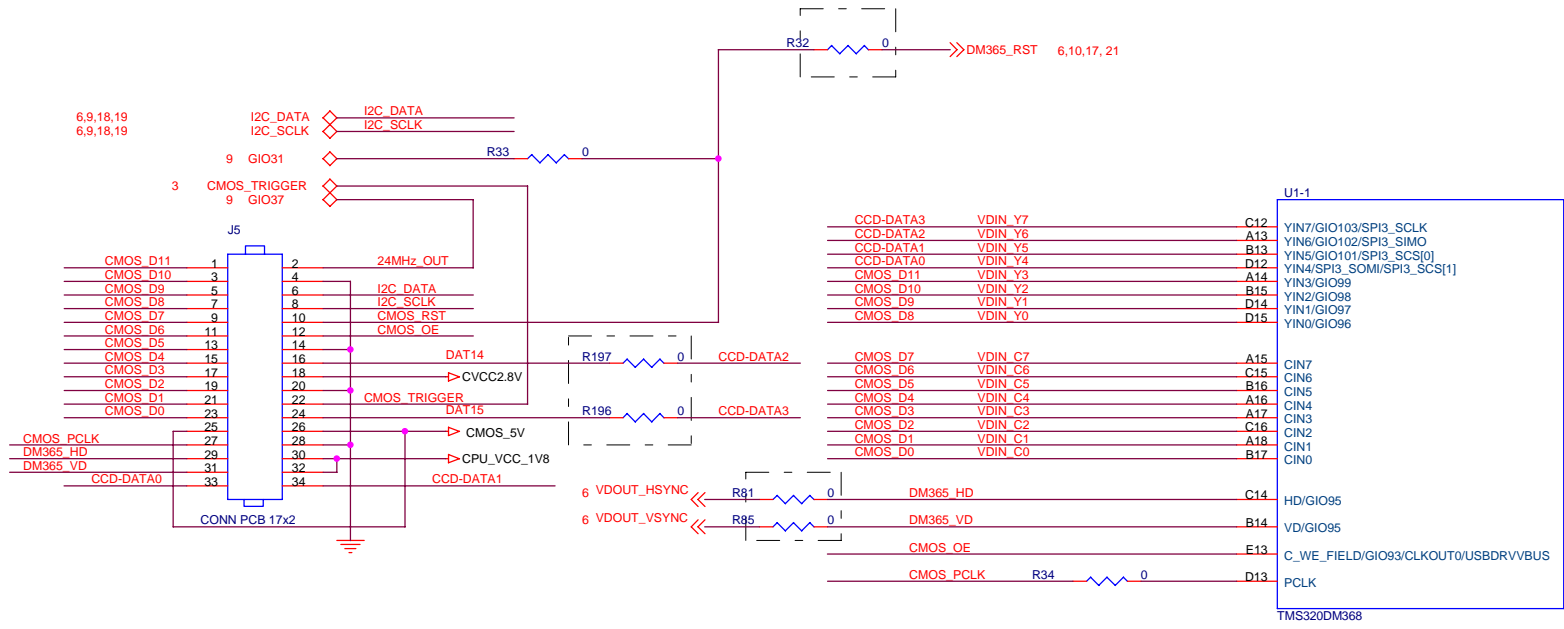 R32 0
DM365_RST 6,10,17, 21
6,9,18,19 I2C_DATA I2C_DATA
6,9,18,19 I2C_SCLK I2C_SCLK
9 GIO31 R33 0
3 CMOS_TRIGGER
9 GIO37
J5
CMOS_D11 1 2 24MHz_OUT
CMOS_D10 3 4
CMOS_D9 5 6 I2C_DATA
CMOS_D8 7 8 I2C_SCLK
CMOS_D7 9 10 CMOS_RST
CMOS_D6 11 12 CMOS_OE
CMOS_D5 13 14
CMOS_D4 15 16 DAT14 R197 0 CCD-DATA2
CMOS_D3 17 18 CVCC2.8V
CMOS_D2 19 20
CMOS_D1 21 22 CMOS_TRIGGER
CMOS_D0 23 24 DAT15 R196 0 CCD-DATA3
25 26 CMOS_5V
CMOS_PCLK 27 28
DM365_HD 29 30 CPU_VCC_1V8
DM365_VD 31 32
CCD-DATA0 33 34 CCD-DATA1
CONN PCB 17x2
U1-1
CCD-DATA3 VDIN_Y7 C12 YIN7/GIO103/SPI3_SCLK
CCD-DATA2 VDIN_Y6 A13 YIN6/GIO102/SPI3_SIMO
CCD-DATA1 VDIN_Y5 B13 YIN5/GIO101/SPI3_SCS[0]
CCD-DATA0 VDIN_Y4 D12 YIN4/SPI3_SOMI/SPI3_SCS[1]
CMOS_D11 VDIN_Y3 A14 YIN3/GIO99
CMOS_D10 VDIN_Y2 B15 YIN2/GIO98
CMOS_D9 VDIN_Y1 D14 YIN1/GIO97
CMOS_D8 VDIN_Y0 D15 YIN0/GIO96
CMOS_D7 VDIN_C7 A15 CIN7
CMOS_D6 VDIN_C6 C15 CIN6
CMOS_D5 VDIN_C5 B16 CIN5
CMOS_D4 VDIN_C4 A16 CIN4
CMOS_D3 VDIN_C3 A17 CIN3
CMOS_D2 VDIN_C2 C16 CIN2
CMOS_D1 VDIN_C1 A18 CIN1
CMOS_D0 VDIN_C0 B17 CIN0
6 VDOUT_HSYNC R81 0 DM365_HD C14 HD/GIO95
6 VDOUT_VSYNC R85 0 DM365_VD B14 VD/GIO95
CMOS_OE E13 C_WE_FIELD/GIO93/CLKOUT0/USBDRVVBUS
CMOS_PCLK R34 0 D13 PCLK
TMS320DM368